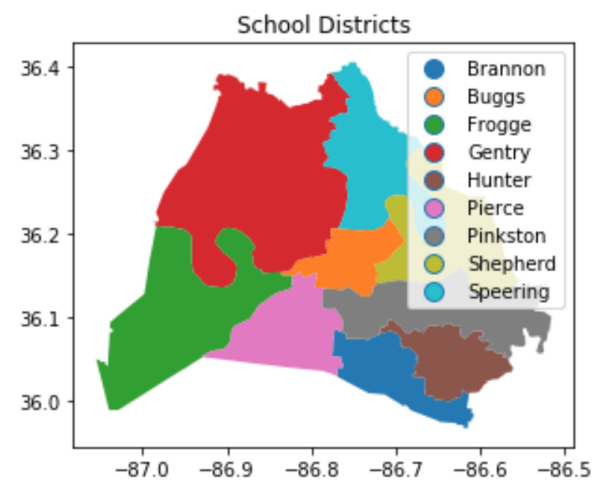 School Districts
36.4
36.3
36.2
36.1
36.0
−87.0 −86.9 −86.8 −86.7 −86.6 −86.5
Brannon
Buggs
Frogge
Gentry
Hunter
Pierce
Pinkston
Shepherd
Speering